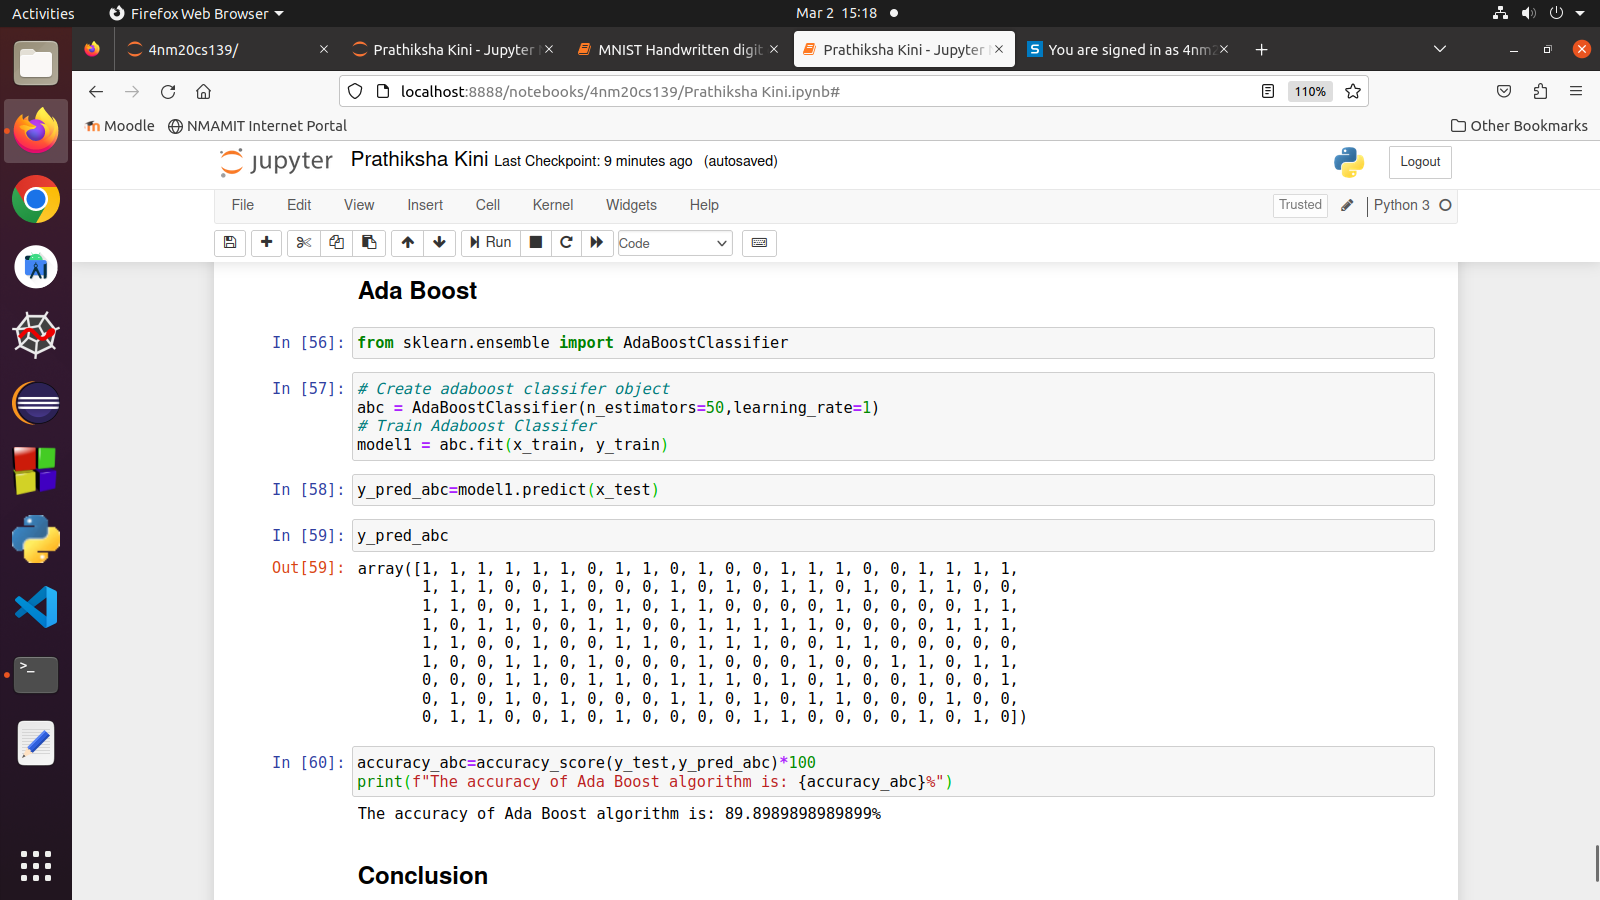 Activities Firefox Web Browser Mar 2 15:18
4nm20cs139/ Prathiksha Kini - Jupyter N MNIST Handwritten digit Prathiksha Kini - Jupyter N You are signed in as 4nm2
localhost:8888/notebooks/4nm20cs139/Prathiksha Kini.ipynb# 110%
Moodle NMAMIT Internet Portal Other Bookmarks
jupyter Prathiksha Kini Last Checkpoint: 9 minutes ago (autosaved) Logout
File Edit View Insert Cell Kernel Widgets Help Trusted Python 3
Run Code
Ada Boost
In [56]: from sklearn.ensemble import AdaBoostClassifier
In [57]: # Create adaboost classifer object
abc = AdaBoostClassifier(n_estimators=50,learning_rate=1)
# Train Adaboost Classifer
model1 = abc.fit(x_train, y_train)
In [58]: y_pred_abc=model1.predict(x_test)
In [59]: y_pred_abc
Out[59]: array([1, 1, 1, 1, 1, 1, 0, 1, 1, 0, 1, 0, 0, 1, 1, 1, 0, 0, 1, 1, 1, 1,
1, 1, 1, 0, 0, 1, 0, 0, 0, 1, 0, 1, 0, 1, 1, 0, 1, 0, 1, 1, 0, 0,
1, 1, 0, 0, 1, 1, 0, 1, 0, 1, 1, 0, 0, 0, 0, 1, 0, 0, 0, 0, 1, 1,
1, 0, 1, 1, 0, 0, 1, 1, 0, 0, 1, 1, 1, 1, 1, 0, 0, 0, 0, 1, 1, 1,
1, 1, 0, 0, 1, 0, 0, 1, 1, 0, 1, 1, 1, 0, 0, 1, 1, 0, 0, 0, 0, 0,
1, 0, 0, 1, 1, 0, 1, 0, 0, 0, 1, 0, 0, 0, 1, 0, 0, 1, 1, 0, 1, 1,
0, 0, 0, 1, 1, 0, 1, 1, 0, 1, 1, 1, 0, 1, 0, 1, 0, 0, 1, 0, 0, 1,
0, 1, 0, 1, 0, 1, 0, 0, 0, 1, 1, 0, 1, 0, 1, 1, 0, 0, 0, 1, 0, 0,
0, 1, 1, 0, 0, 1, 0, 1, 0, 0, 0, 0, 1, 1, 0, 0, 0, 0, 1, 0, 1, 0])
In [60]: accuracy_abc=accuracy_score(y_test,y_pred_abc)*100
print(f"The accuracy of Ada Boost algorithm is: {accuracy_abc}%")
The accuracy of Ada Boost algorithm is: 89.8989898989899%
Conclusion